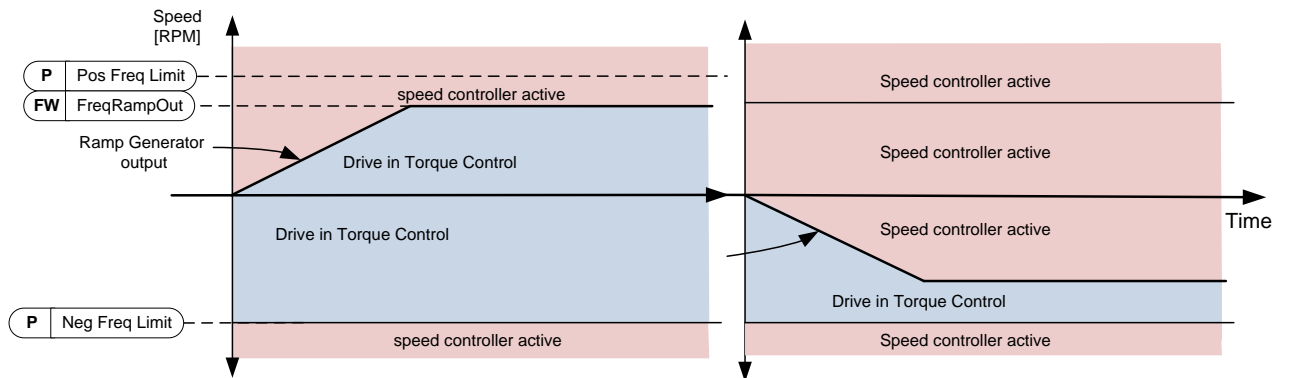 Speed
[RPM]
P Pos Freq Limit
FW FreqRampOut
speed controller active
Ramp Generator
output
Drive in Torque Control
Drive in Torque Control
P Neg Freq Limit
speed controller active
Speed controller active
Speed controller active
Speed controller active
Time
Drive in Torque Control
Speed controller active